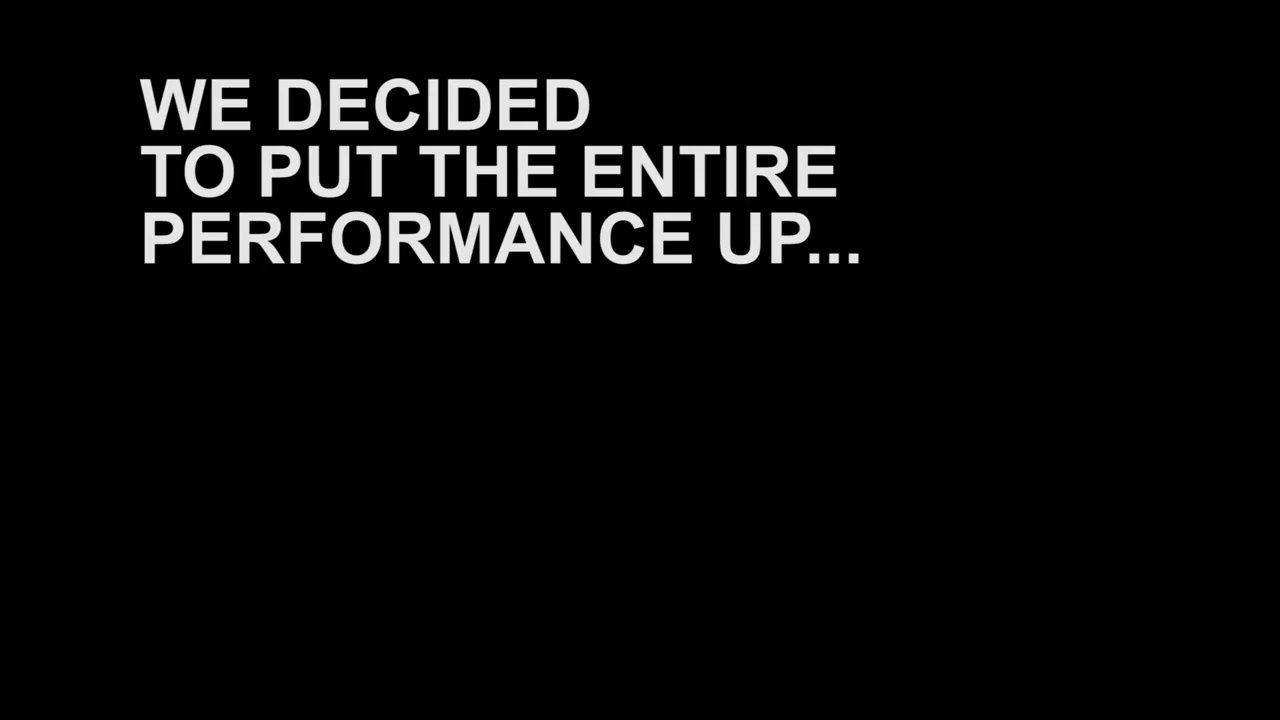 WE DECIDED
TO PUT THE ENTIRE
PERFORMANCE UP...